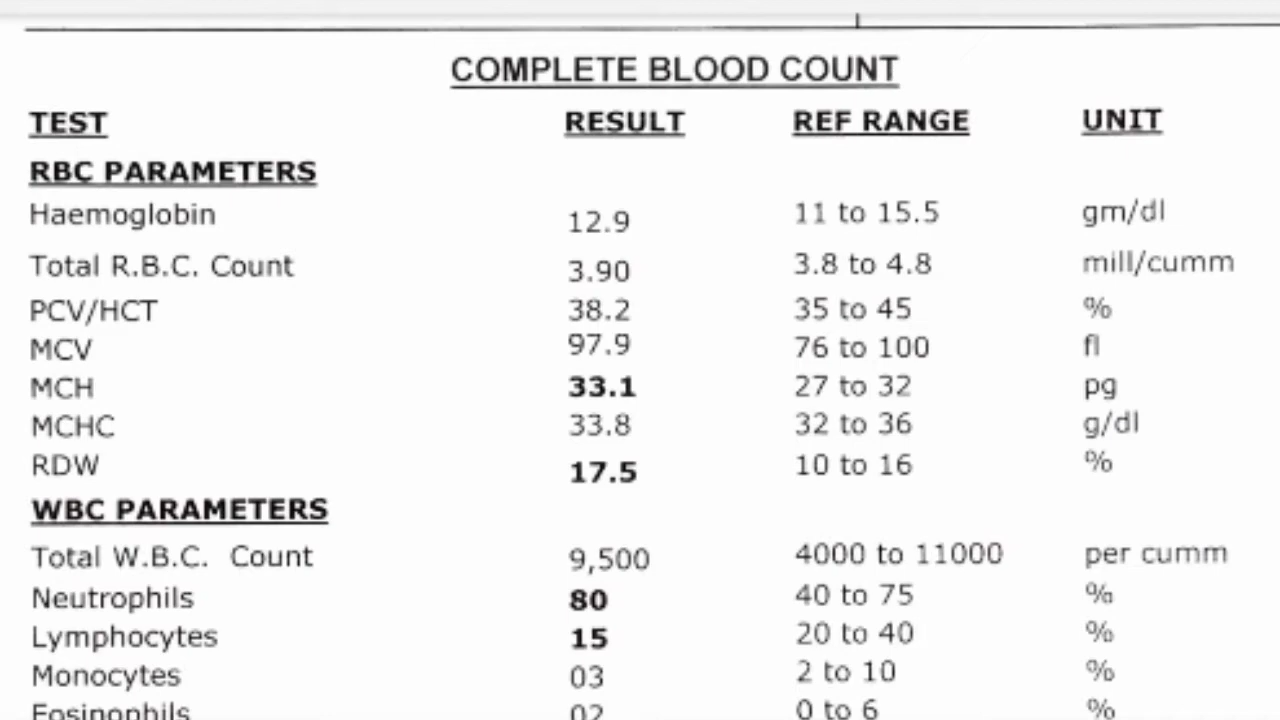 COMPLETE BLOOD COUNT
TEST RESULT REF RANGE UNIT
RBC PARAMETERS
Haemoglobin 12.9 11 to 15.5 gm/dl
Total R.B.C. Count 3.90 3.8 to 4.8 mill/cumm
PCV/HCT 38.2 35 to 45 %
MCV 97.9 76 to 100 fl
MCH 33.1 27 to 32 pg
MCHC 33.8 32 to 36 g/dl
RDW 17.5 10 to 16 %
WBC PARAMETERS
Total W.B.C. Count 9,500 4000 to 11000 per cumm
Neutrophils 80 40 to 75 %
Lymphocytes 15 20 to 40 %
Monocytes 03 2 to 10 %
Eosinophils 02 0 to 6 %